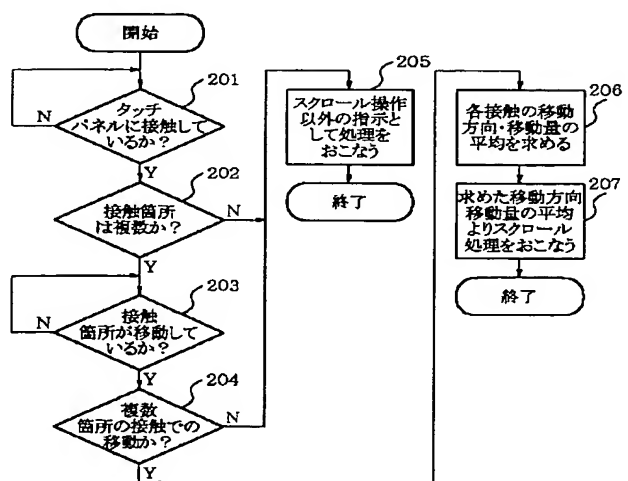 開始
201
タッチ
パネルに接触して
いるか？
N
Y
202
接触箇所
は複数か？
N
Y
203
接触
箇所が移動して
いるか？
N
Y
204
複数
箇所の接触での
移動か？
N
Y
205
スクロール操作
以外の指示と
して処理を
おこなう
終了
206
各接触の移動
方向・移動量の
平均を求める
207
求めた移動方向
移動量の平均
よりスクロール
処理をおこなう
終了